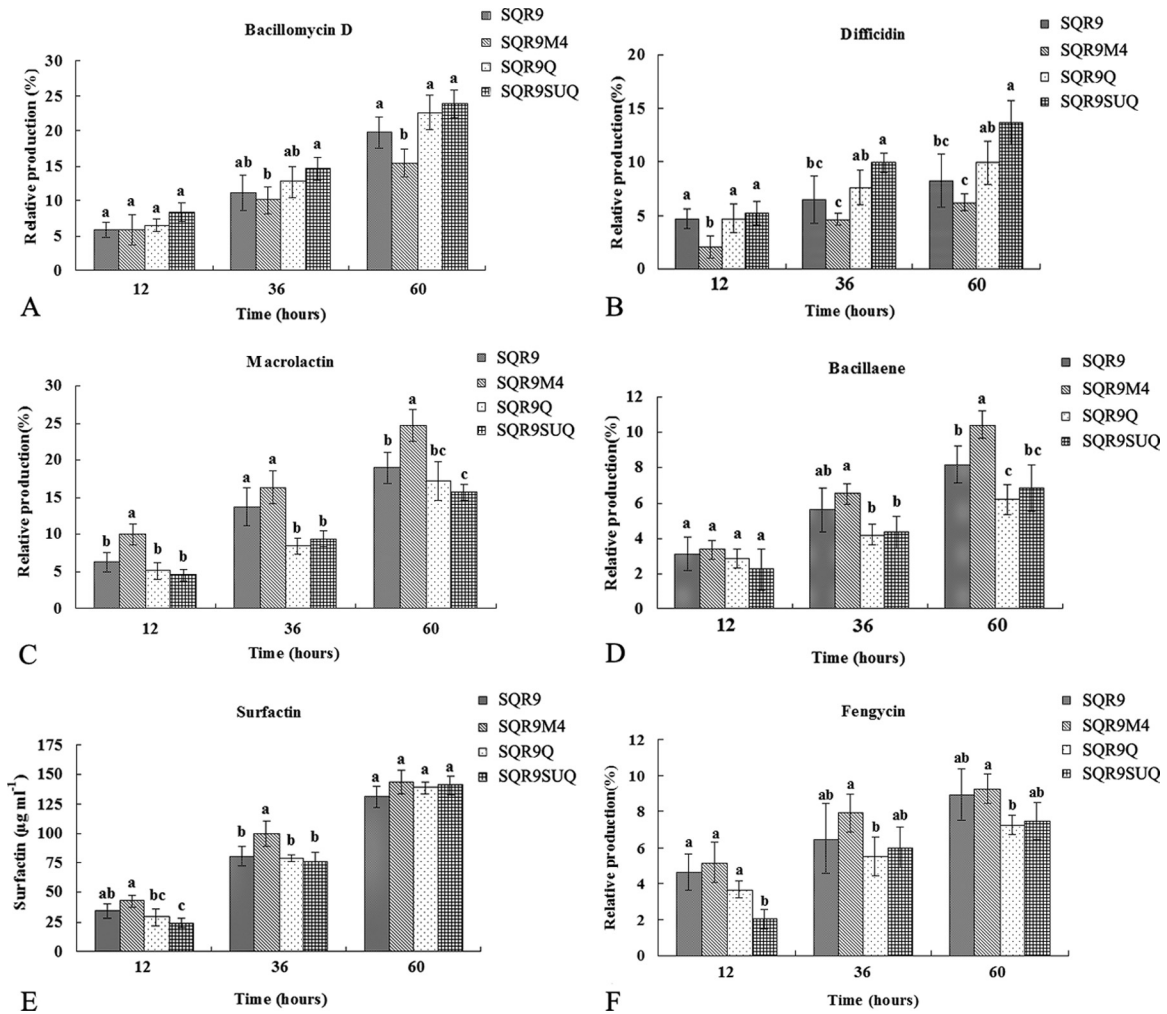 Bacillomycin D
SQR9
SQR9M4
SQR9Q
SQR9SUQ
Relative production (%)
30
25
20
15
10
5
0
a a a a
ab b ab a
a b a a
12 36 60
Time (hours)
A
Difficidin
SQR9
SQR9M4
SQR9Q
SQR9SUQ
Relative production(%)
20
15
10
5
0
a b a a
bc c ab a
bc c ab a
12 36 60
Time (hours)
B
Macrolactin
SQR9
SQR9M4
SQR9Q
SQR9SUQ
Relative production(%)
30
25
20
15
10
5
0
b a b b
a a b b
b a bc c
12 36 60
Time (hours)
C
Bacillaene
SQR9
SQR9M4
SQR9Q
SQR9SUQ
Relative production(%)
12
10
8
6
4
2
0
a a a a
ab a b b
b a c bc
12 36 60
Time (hours)
D
Surfactin
SQR9
SQR9M4
SQR9Q
SQR9SUQ
Surfactin (µg ml⁻¹)
175
150
125
100
75
50
25
0
ab a bc c
b a b b
a a a a
12 36 60
Time (hours)
E
Fengycin
SQR9
SQR9M4
SQR9Q
SQR9SUQ
Relative production(%)
12
10
8
6
4
2
0
a a a b
ab a b ab
ab a b ab
12 36 60
Time (hours)
F